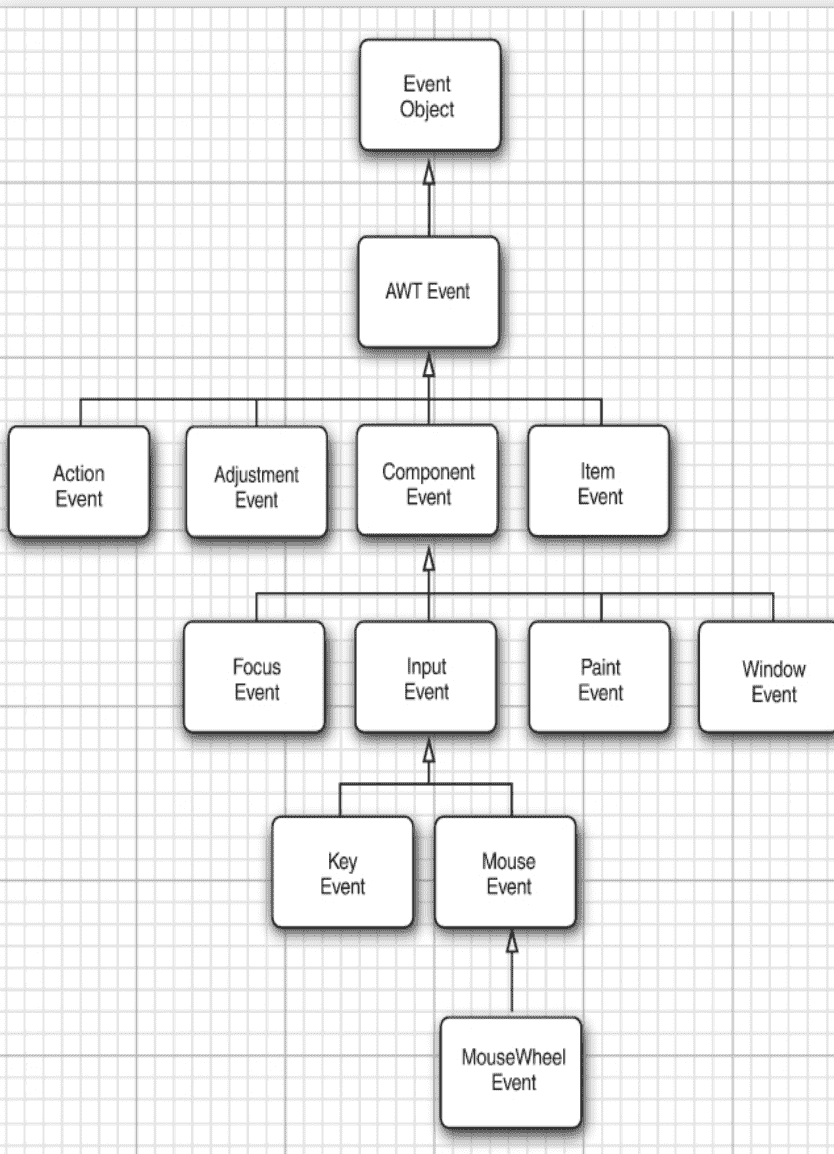 Event
Object
AWT Event
Action
Event
Adjustment
Event
Component
Event
Item
Event
Focus
Event
Input
Event
Paint
Event
Window
Event
Key
Event
Mouse
Event
MouseWheel
Event